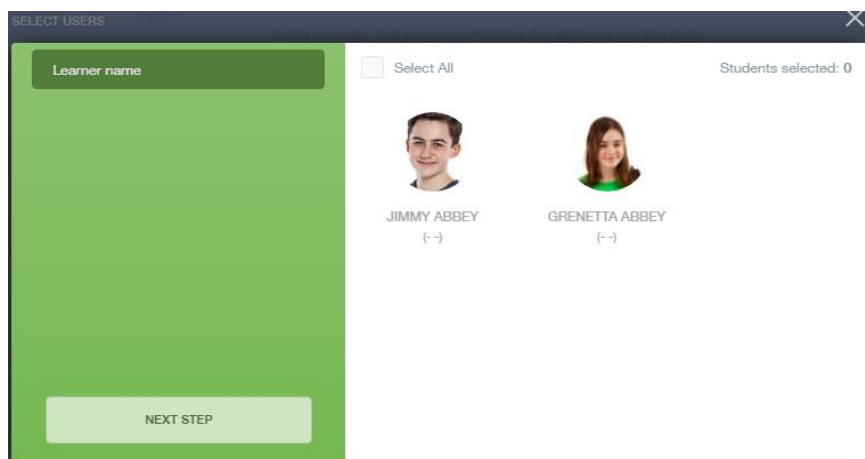 SELECT USERS
Learner name
Select All
Students selected: 0
JIMMY ABBEY
(- -)
GRENETTA ABBEY
(- -)
NEXT STEP